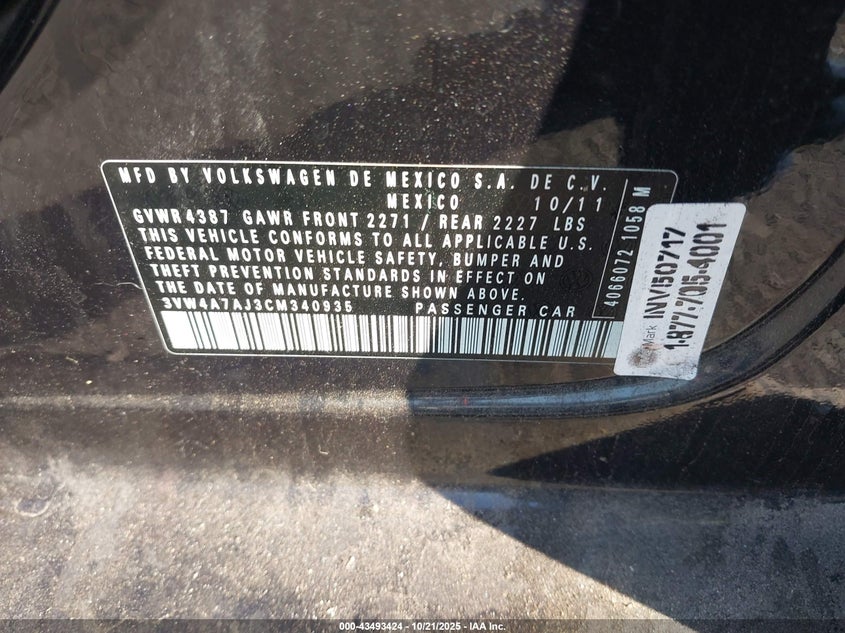 MFD BY VOLKSWAGEN DE MEXICO S.A. DE C.V.
MEXICO 10/11
GVWR 4387 GAWR FRONT 2271 / REAR 2227 LBS
THIS VEHICLE CONFORMS TO ALL APPLICABLE U.S.
FEDERAL MOTOR VEHICLE SAFETY, BUMPER AND
THEFT PREVENTION STANDARDS IN EFFECT ON
THE DATE OF MANUFACTURE SHOWN ABOVE.
3VW4A7AJ3CM340935 PASSENGER CAR
4066072-1058 M
Mark INV150717
1-877-705-4001
000-43493424 | 10/21/2025 - IAA Inc.